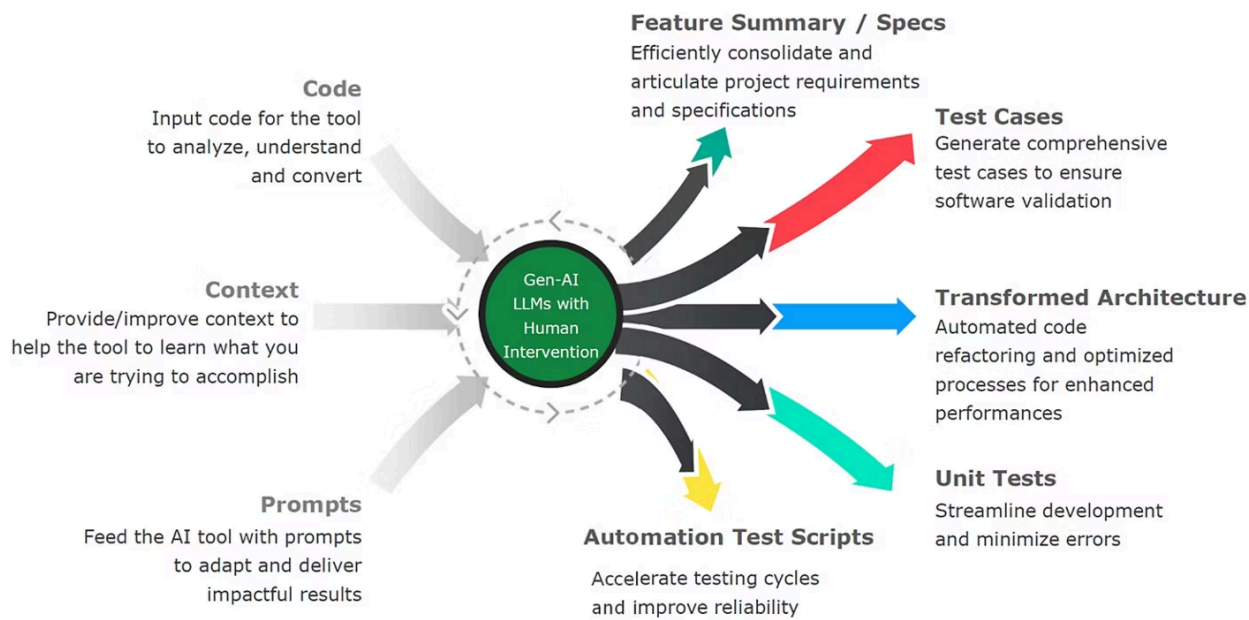 Feature Summary / Specs
Efficiently consolidate and
articulate project requirements
and specifications
Code
Input code for the tool
to analyze, understand
and convert
Test Cases
Generate comprehensive
test cases to ensure
software validation
Context
Provide/improve context to
help the tool to learn what you
are trying to accomplish
Gen-AI
LLMs with
Human
Intervention
Transformed Architecture
Automated code
refactoring and optimized
processes for enhanced
performances
Prompts
Feed the AI tool with prompts
to adapt and deliver
impactful results
Unit Tests
Streamline development
and minimize errors
Automation Test Scripts
Accelerate testing cycles
and improve reliability